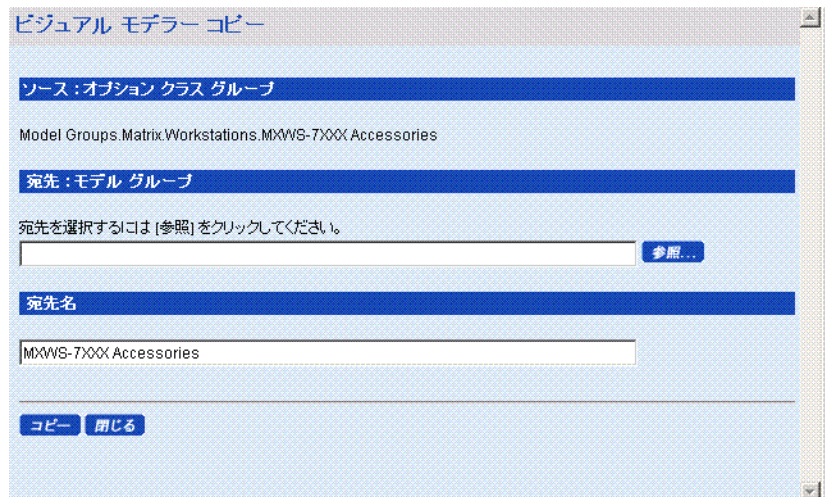 ビジュアル モデラー コピー
ソース : オプション クラス グループ
Model Groups.Matrix.Workstations.MXWS-7XXX Accessories
宛先 : モデル グループ
宛先を選択するには [参照] をクリックしてください。
参照...
宛先名
MXWS-7XXX Accessories
コピー 閉じる